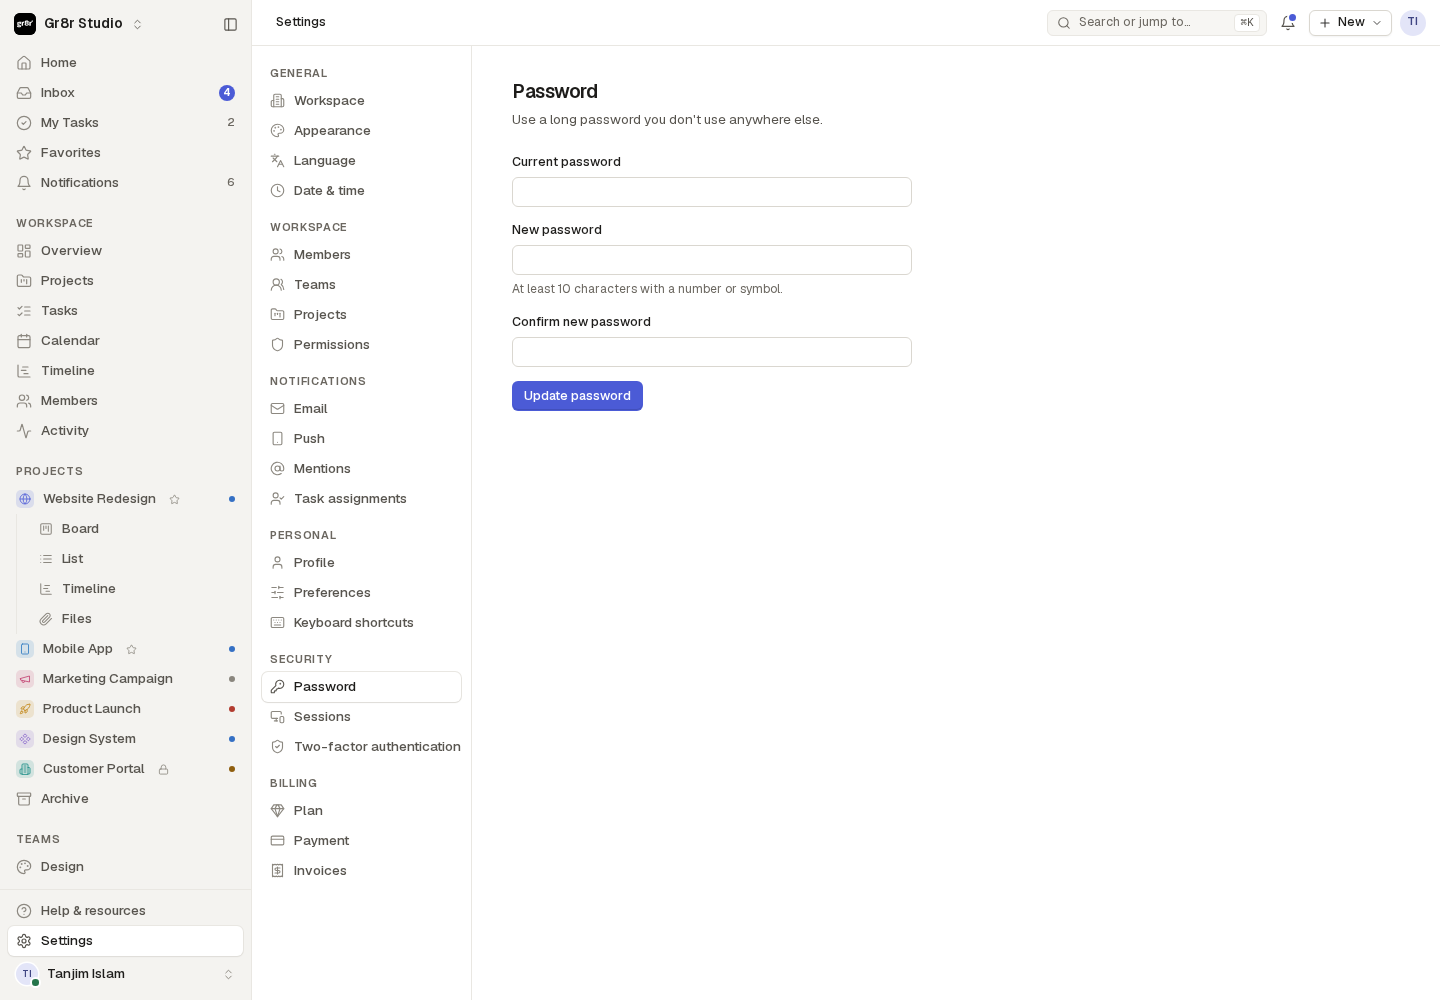 gr8r
Gr8r Studio
Home
Inbox 4
My Tasks 2
Favorites
Notifications 6
WORKSPACE
Overview
Projects
Tasks
Calendar
Timeline
Members
Activity
PROJECTS
Website Redesign
Board
List
Timeline
Files
Mobile App
Marketing Campaign
Product Launch
Design System
Customer Portal
Archive
TEAMS
Design
Help & resources
Settings
TI Tanjim Islam
Settings
Search or jump to... ⌘K
New
TI
GENERAL
Workspace
Appearance
Language
Date & time
WORKSPACE
Members
Teams
Projects
Permissions
NOTIFICATIONS
Email
Push
Mentions
Task assignments
PERSONAL
Profile
Preferences
Keyboard shortcuts
SECURITY
Password
Sessions
Two-factor authentication
BILLING
Plan
Payment
Invoices
Password
Use a long password you don't use anywhere else.
Current password
New password
At least 10 characters with a number or symbol.
Confirm new password
Update password